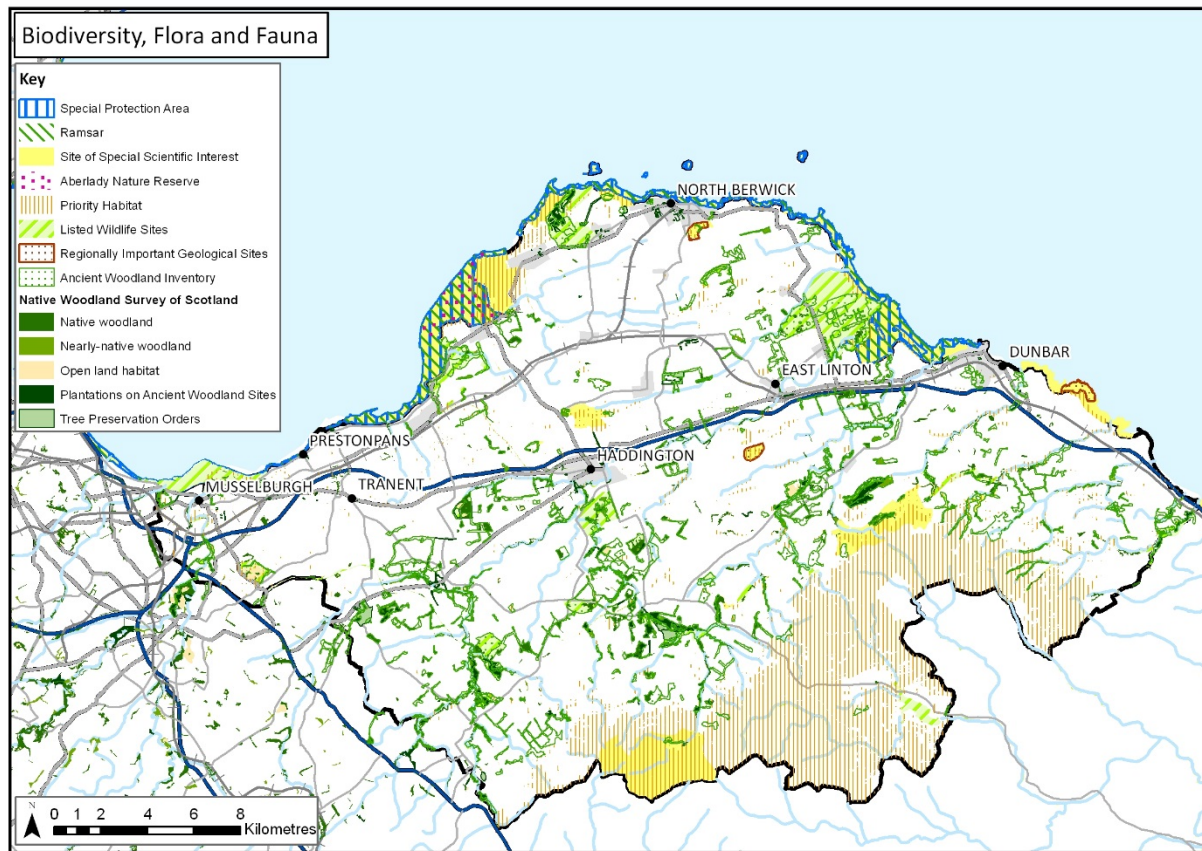 Biodiversity, Flora and Fauna
Key
Special Protection Area
Ramsar
Site of Special Scientific Interest
Aberlady Nature Reserve
Priority Habitat
Listed Wildlife Sites
Regionally Important Geological Sites
Ancient Woodland Inventory
Native Woodland Survey of Scotland
Native woodland
Nearly-native woodland
Open land habitat
Plantations on Ancient Woodland Sites
Tree Preservation Orders
NORTH BERWICK
DUNBAR
EAST LINTON
PRESTONPANS
HADDINGTON
MUSSELBURGH
TRANENT
N
0 1 2 4 6 8
Kilometres